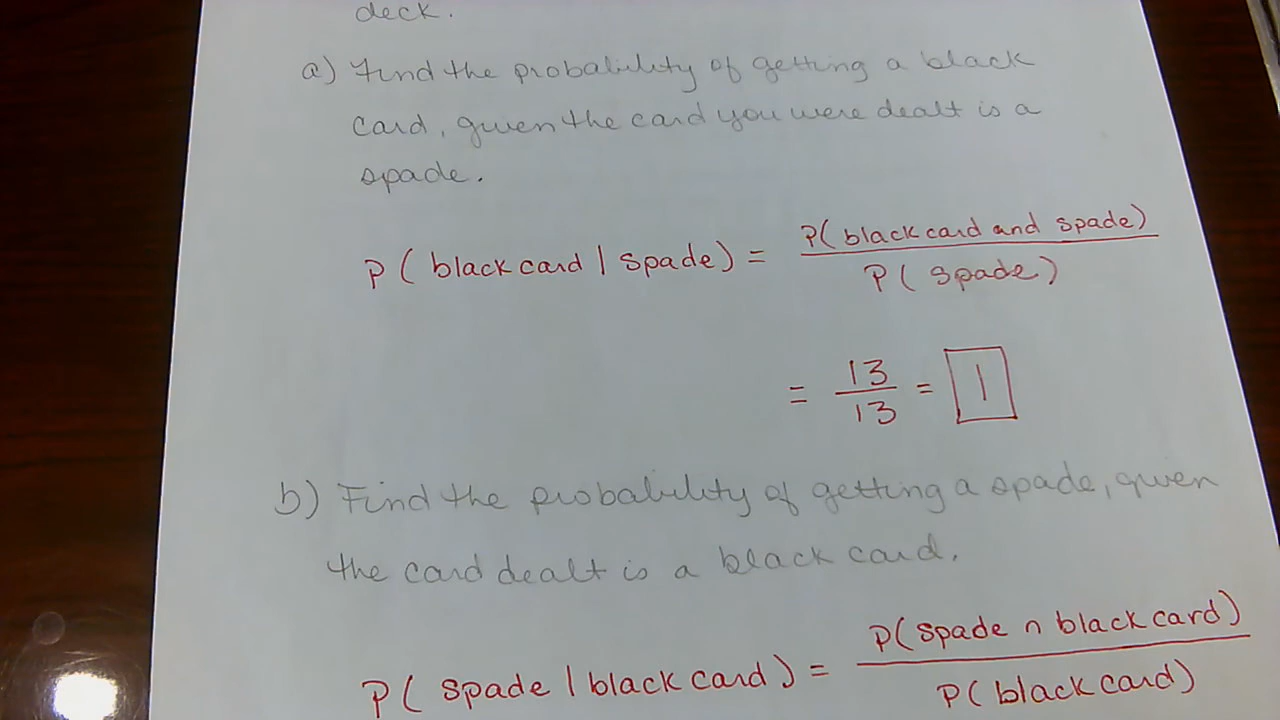 deck.
a) Find the probability of getting a black
card, given the card you were dealt is a
spade.
P( black card | spade) = P( black card and spade) / P( spade )
= 13 / 13 = 1
b) Find the probability of getting a spade, given
the card dealt is a black card.
P( spade | black card) = P( spade ∩ black card) / P( black card)